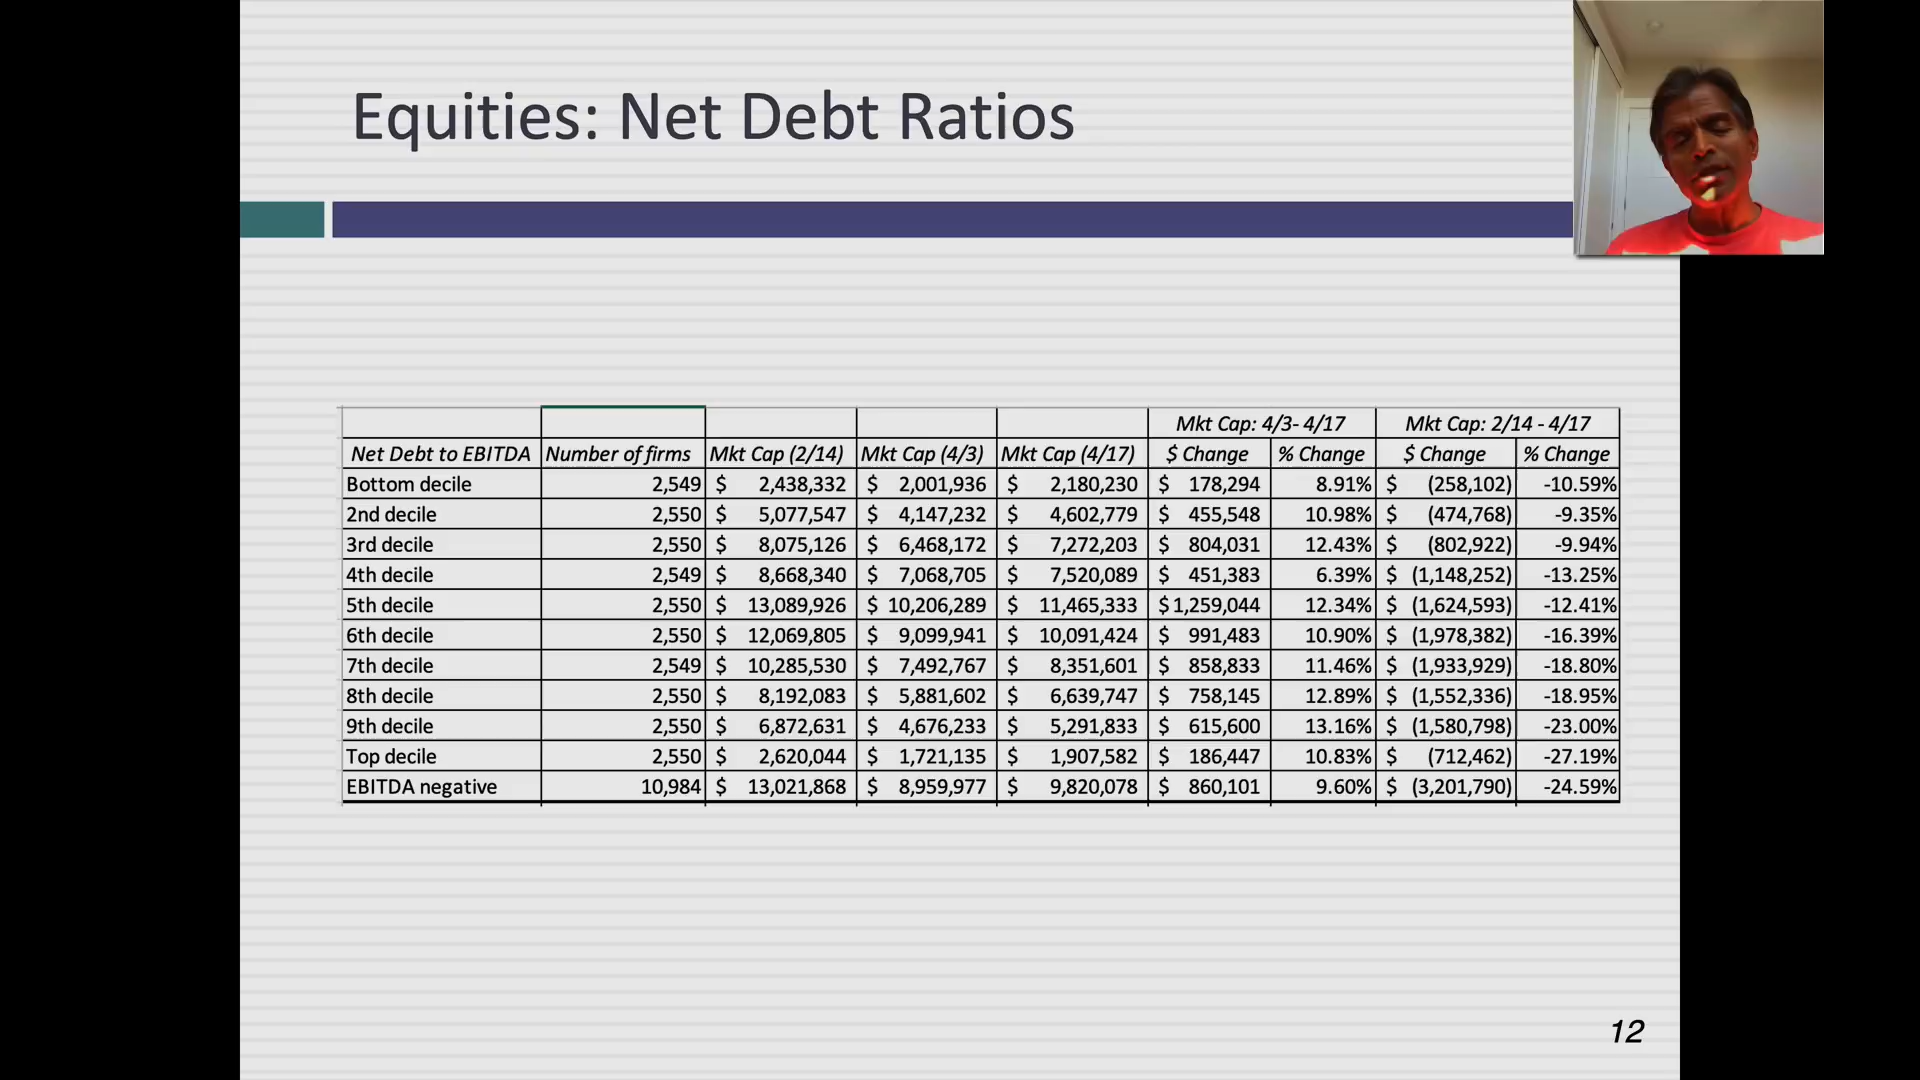 Equities: Net Debt Ratios
Mkt Cap: 4/3- 4/17 Mkt Cap: 2/14 - 4/17
Net Debt to EBITDA Number of firms Mkt Cap (2/14) Mkt Cap (4/3) Mkt Cap (4/17) $ Change % Change $ Change % Change
Bottom decile 2,549 $ 2,438,332 $ 2,001,936 $ 2,180,230 $ 178,294 8.91% $ (258,102) -10.59%
2nd decile 2,550 $ 5,077,547 $ 4,147,232 $ 4,602,779 $ 455,548 10.98% $ (474,768) -9.35%
3rd decile 2,550 $ 8,075,126 $ 6,468,172 $ 7,272,203 $ 804,031 12.43% $ (802,922) -9.94%
4th decile 2,549 $ 8,668,340 $ 7,068,705 $ 7,520,089 $ 451,383 6.39% $ (1,148,252) -13.25%
5th decile 2,550 $ 13,089,926 $ 10,206,289 $ 11,465,333 $ 1,259,044 12.34% $ (1,624,593) -12.41%
6th decile 2,550 $ 12,069,805 $ 9,099,941 $ 10,091,424 $ 991,483 10.90% $ (1,978,382) -16.39%
7th decile 2,549 $ 10,285,530 $ 7,492,767 $ 8,351,601 $ 858,833 11.46% $ (1,933,929) -18.80%
8th decile 2,550 $ 8,192,083 $ 5,881,602 $ 6,639,747 $ 758,145 12.89% $ (1,552,336) -18.95%
9th decile 2,550 $ 6,872,631 $ 4,676,233 $ 5,291,833 $ 615,600 13.16% $ (1,580,798) -23.00%
Top decile 2,550 $ 2,620,044 $ 1,721,135 $ 1,907,582 $ 186,447 10.83% $ (712,462) -27.19%
EBITDA negative 10,984 $ 13,021,868 $ 8,959,977 $ 9,820,078 $ 860,101 9.60% $ (3,201,790) -24.59%
12